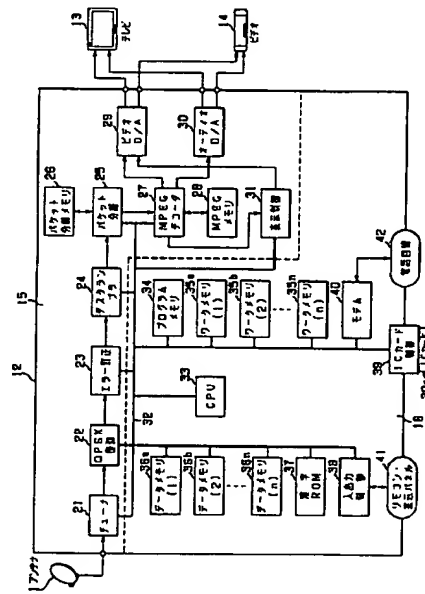 13
テレビ
14
ビデオ
12
15
29
ビデオ
D/A
30
オーディオ
D/A
26
パケット
分離メモリ
25
パケット
分離
27
MPEG
デコーダ
28
MPEG
メモリ
31
表示制御
24
デスクランブラ
23
エラー訂正
22
QPSK
復調
21
チューナ
アンテナ
32
33
CPU
34
プログラム
メモリ
35a
ワークメモリ
(1)
35b
ワークメモリ
(2)
35n
ワークメモリ
(n)
40
モデム
42
電話回線
36a
データメモリ
(1)
36b
データメモリ
(2)
36n
データメモリ
(n)
37
漢字
ROM
38
入出力
制御
39
ICカード
制御
16
41
リモコン・
表示パネル